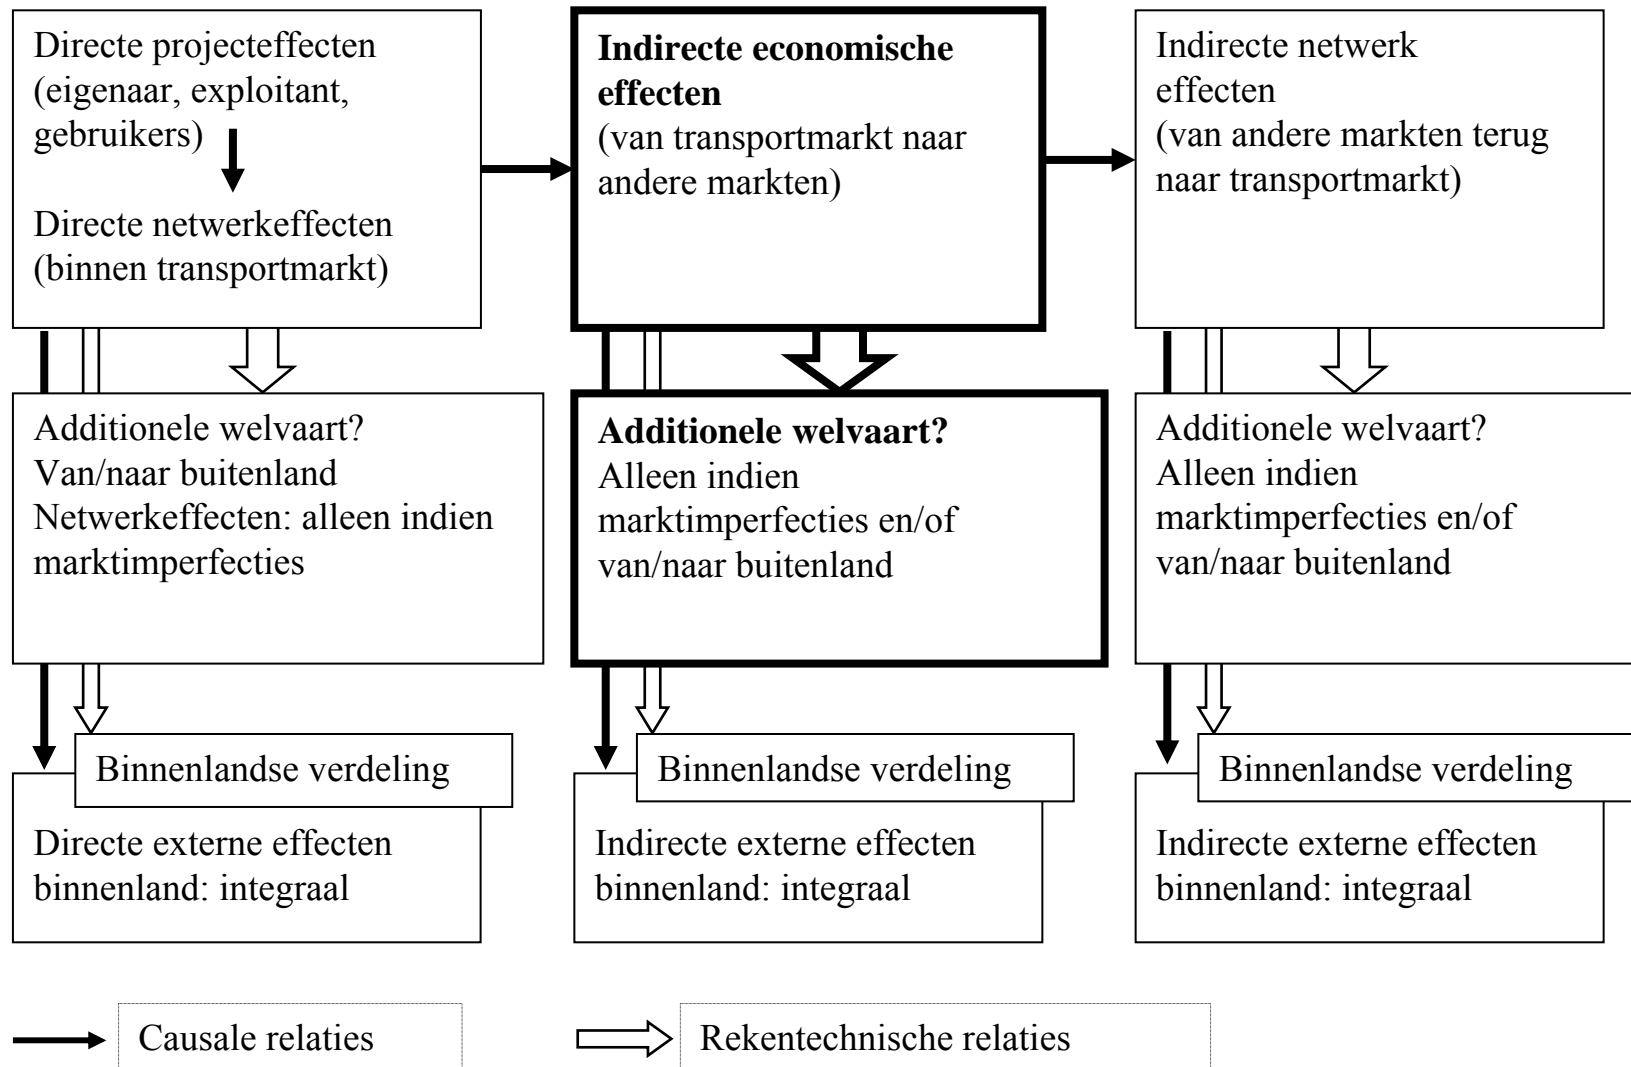 Directe projecteffecten
(eigenaar, exploitant,
gebruikers)
Directe netwerkeffecten
(binnen transportmarkt)
Indirecte economische
effecten
(van transportmarkt naar
andere markten)
Indirecte netwerk
effecten
(van andere markten terug
naar transportmarkt)
Additionele welvaart?
Van/naar buitenland
Netwerkeffecten: alleen indien
marktimperfecties
Additionele welvaart?
Alleen indien
marktimperfecties en/of
van/naar buitenland
Additionele welvaart?
Alleen indien
marktimperfecties en/of
van/naar buitenland
Binnenlandse verdeling
Binnenlandse verdeling
Binnenlandse verdeling
Directe externe effecten
binnenland: integraal
Indirecte externe effecten
binnenland: integraal
Indirecte externe effecten
binnenland: integraal
Causale relaties
Rekentechnische relaties